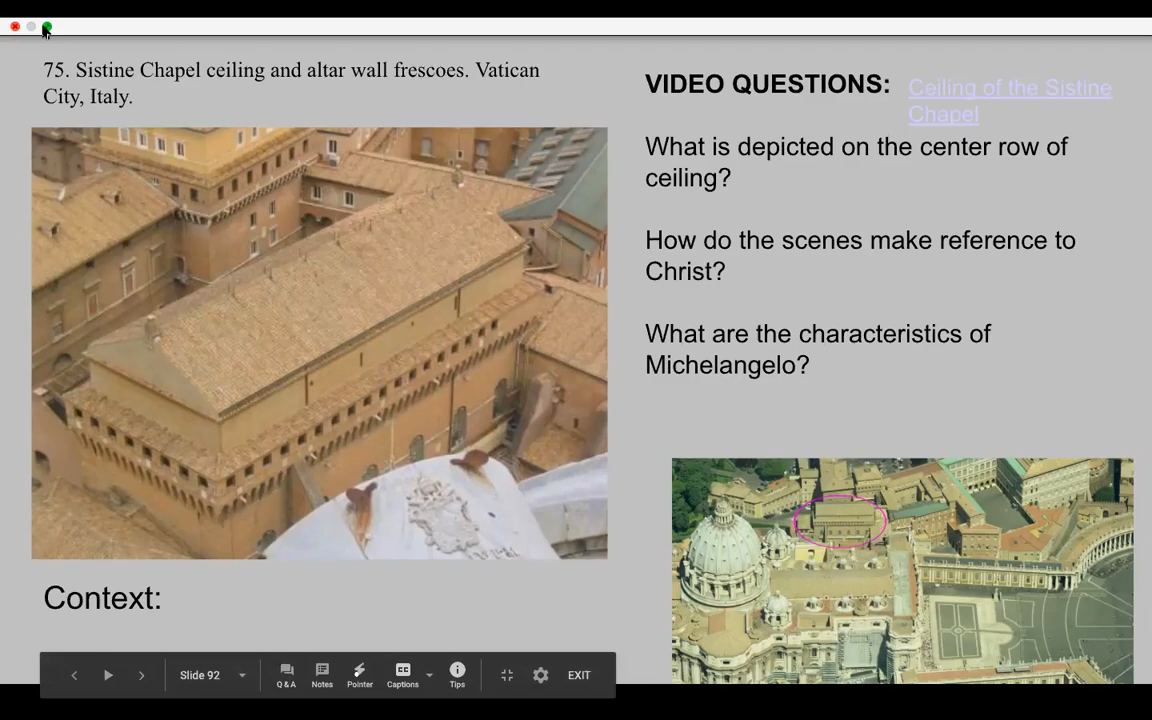 75. Sistine Chapel ceiling and altar wall frescoes. Vatican
City, Italy.
VIDEO QUESTIONS:
Ceiling of the Sistine
Chapel
What is depicted on the center row of
ceiling?
How do the scenes make reference to
Christ?
What are the characteristics of
Michelangelo?
Context:
Slide 92
Q & A
Notes
Pointer
CC
Captions
Tips
EXIT